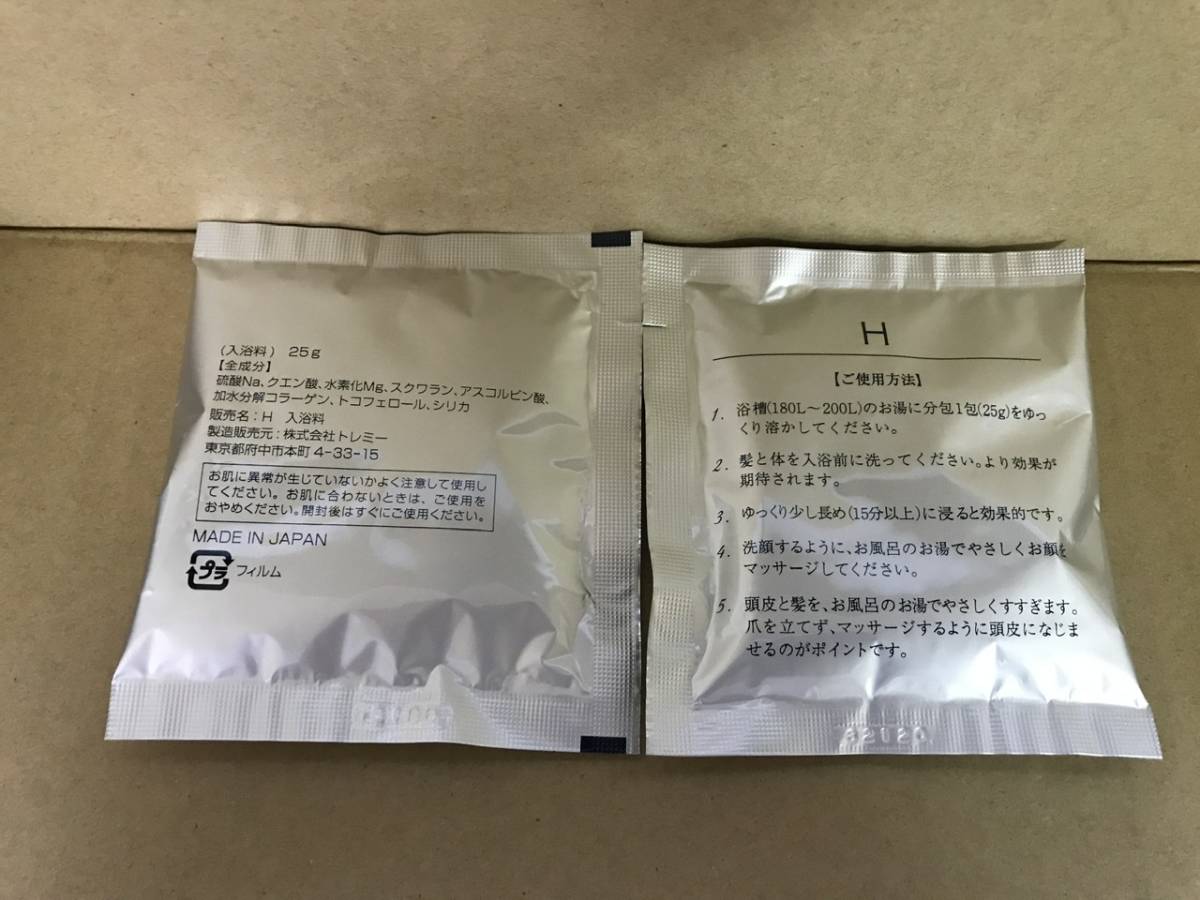 (入浴料) 25g
【全成分】
硫酸Na、クエン酸、水素化Mg、スクワラン、アスコルビン酸、
加水分解コラーゲン、トコフェロール、シリカ
販売名:H 入浴料
製造販売元:株式会社トレミー
東京都府中市本町4-33-15
お肌に異常が生じていないかよく注意して使用し
てください。お肌に合わないときは、ご使用を
おやめください。開封後はすぐにご使用ください。
MADE IN JAPAN
プラ フィルム
H
【ご使用方法】
1. 浴槽(180L~200L)のお湯に分包1包(25g)をゆっ
くり溶かしてください。
2. 髪と体を入浴前に洗ってください。より効果が
期待されます。
3. ゆっくり少し長め(15分以上)に浸ると効果的です。
4. 洗顔するように、お風呂のお湯でやさしくお顔を
マッサージしてください。
5. 頭皮と髪を、お風呂のお湯でやさしくすすぎます。
爪を立てず、マッサージするように頭皮になじま
せるのがポイントです。